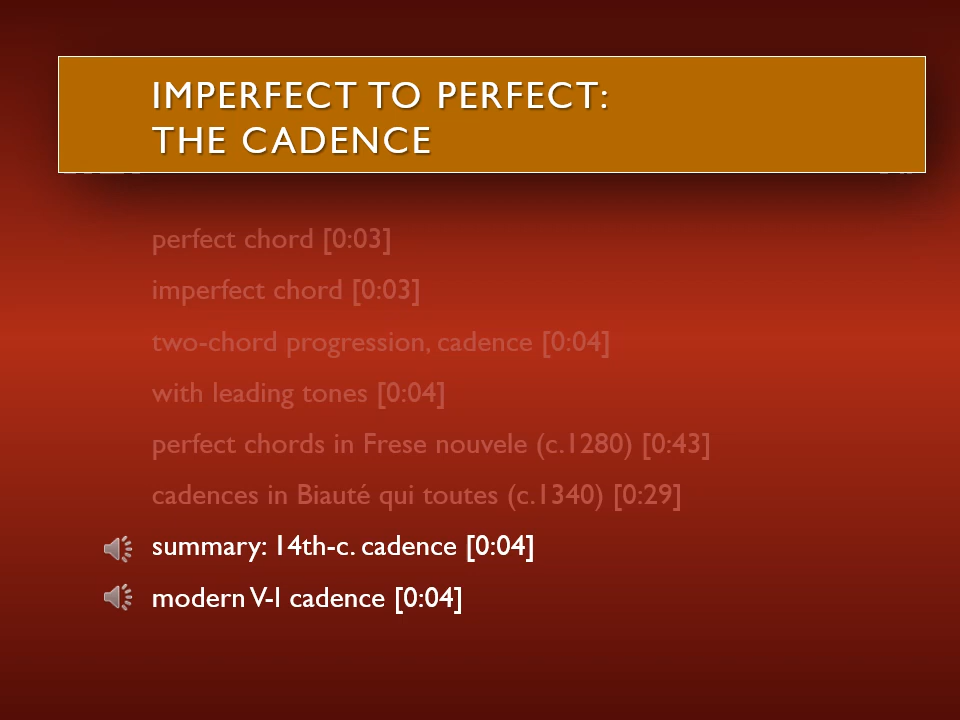 IMPERFECT TO PERFECT:
THE CADENCE
perfect chord [0:03]
imperfect chord [0:03]
two-chord progression, cadence [0:04]
with leading tones [0:04]
perfect chords in Frese nouvele (c.1280) [0:43]
cadences in Biauté qui toutes (c.1340) [0:29]
summary: 14th-c. cadence [0:04]
modern V-I cadence [0:04]